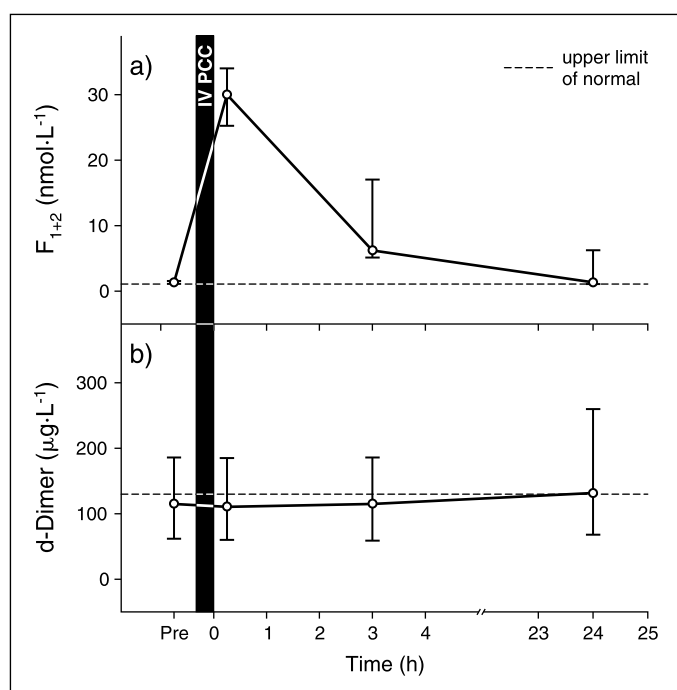 a)
IV PCC
upper limit
of normal
30
20
10
0
F1+2 (nmol·L-1)
b)
300
200
100
0
d-Dimer (µg·L-1)
Pre 0 1 2 3 4 23 24 25
Time (h)